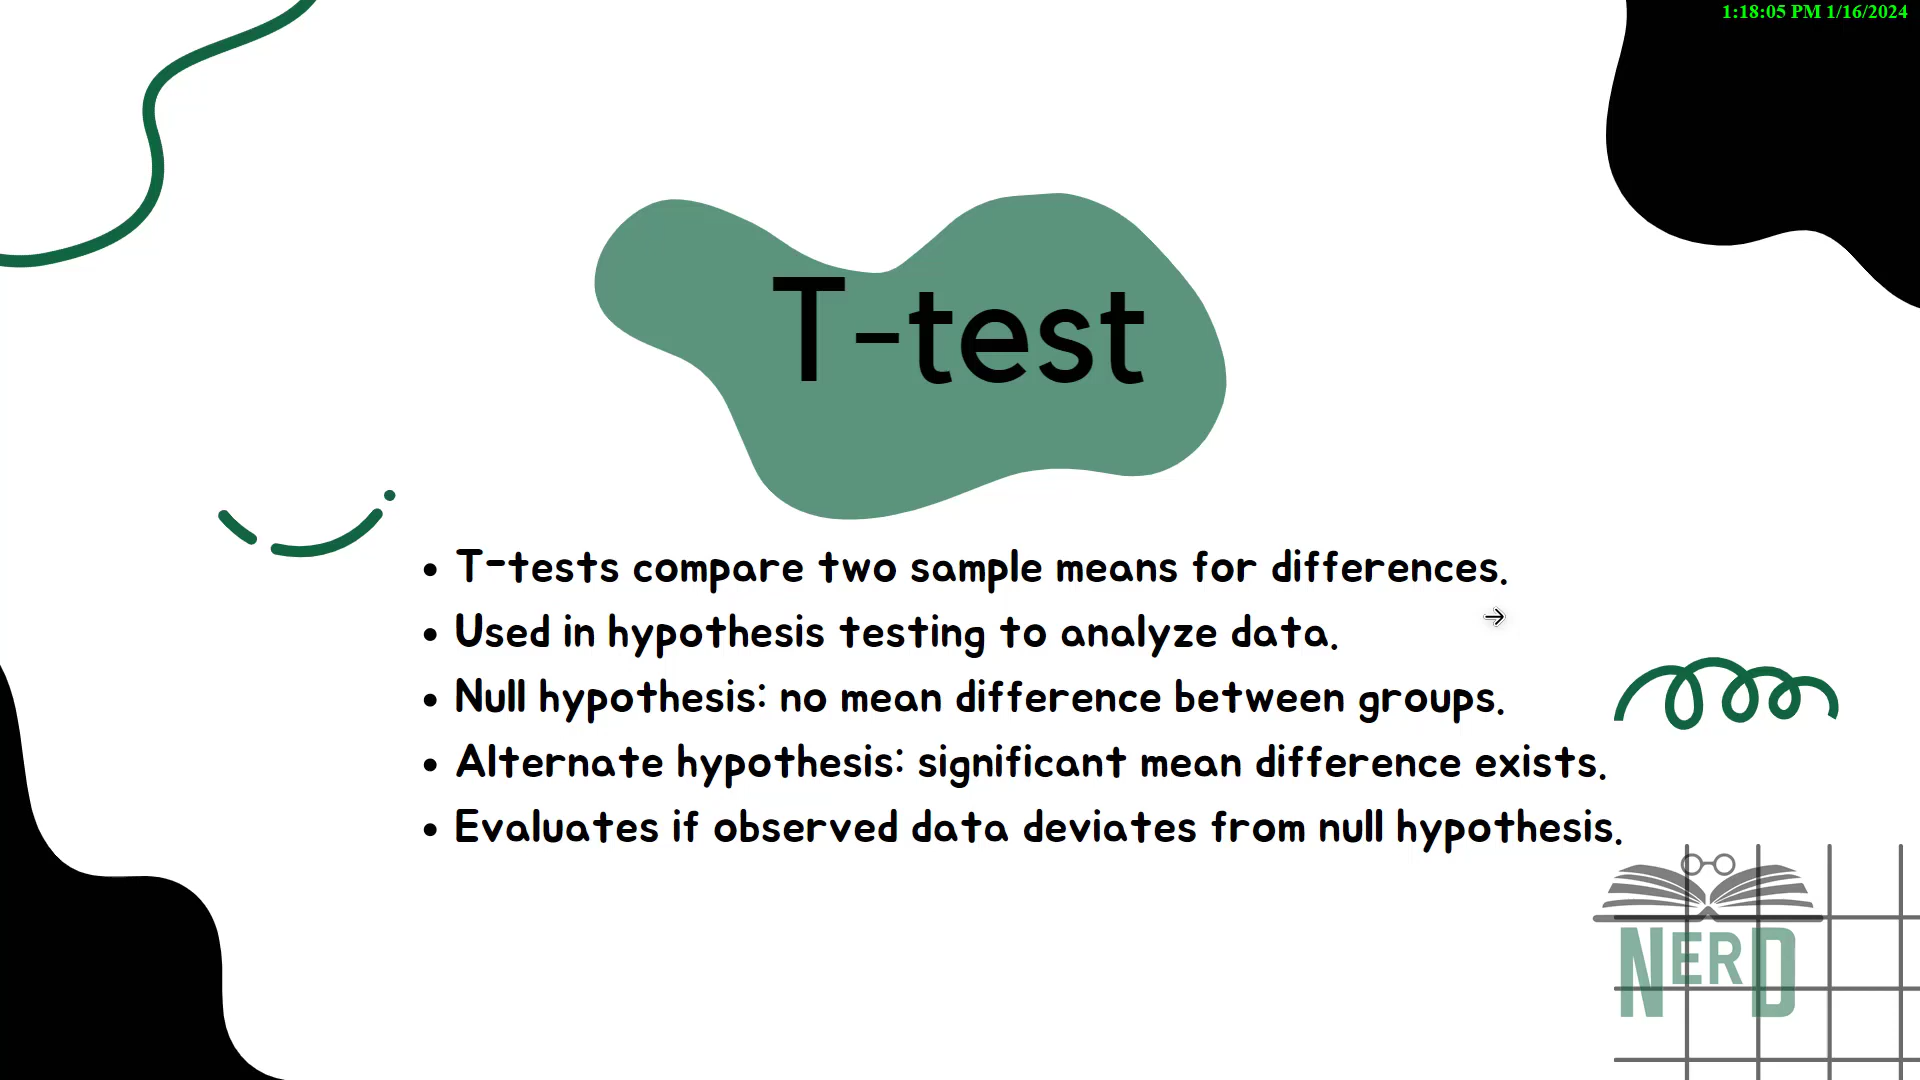 1:18:05 PM 1/16/2024
T-test
• T-tests compare two sample means for differences.
• Used in hypothesis testing to analyze data.
• Null hypothesis: no mean difference between groups.
• Alternate hypothesis: significant mean difference exists.
• Evaluates if observed data deviates from null hypothesis.
NERD